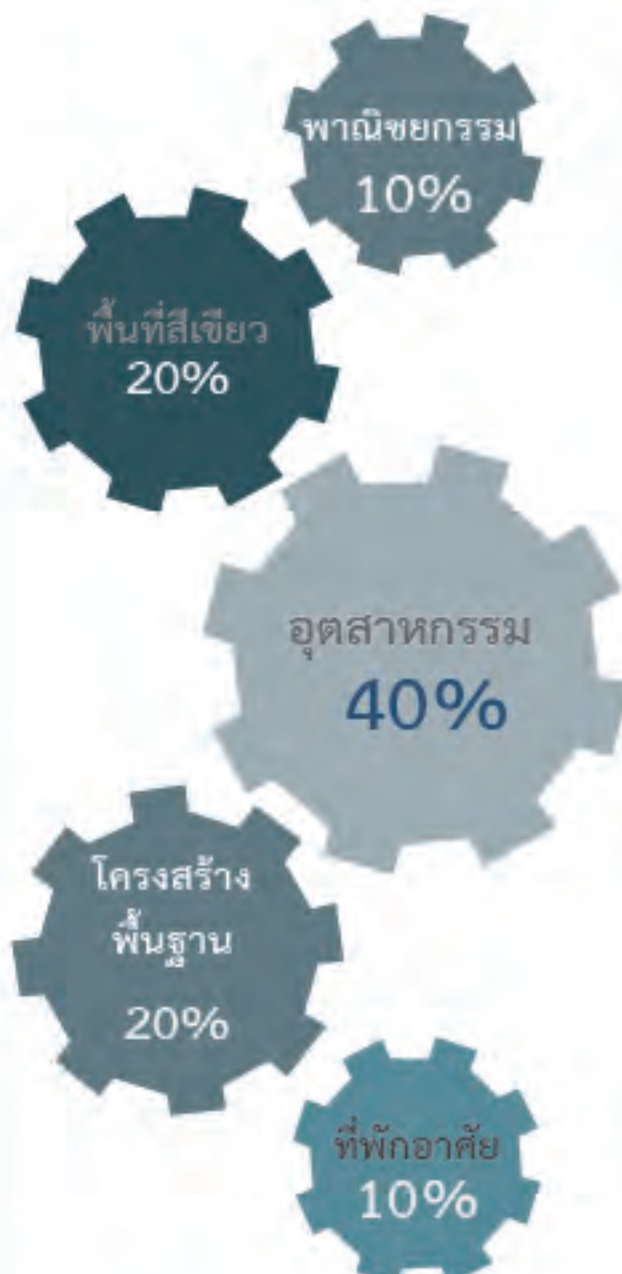 พาณิชยกรรม
10%
พื้นที่สีเขียว
20%
อุตสาหกรรม
40%
โครงสร้าง
พื้นฐาน
20%
ที่พักอาศัย
10%